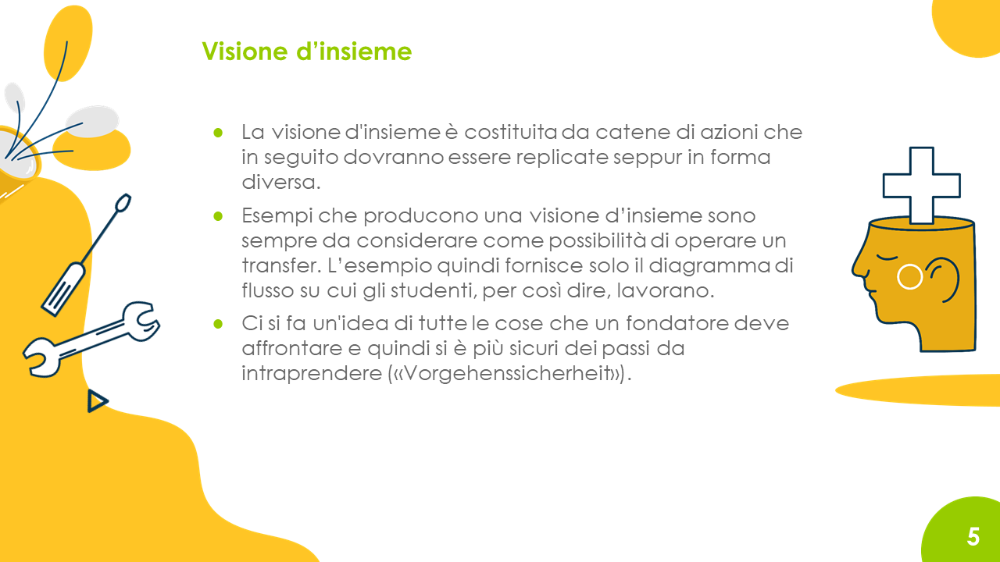 Visione d’insieme
● La visione d'insieme è costituita da catene di azioni che
in seguito dovranno essere replicate seppur in forma
diversa.
● Esempi che producono una visione d’insieme sono
sempre da considerare come possibilità di operare un
transfer. L’esempio quindi fornisce solo il diagramma di
flusso su cui gli studenti, per così dire, lavorano.
● Ci si fa un'idea di tutte le cose che un fondatore deve
affrontare e quindi si è più sicuri dei passi da
intraprendere («Vorgehenssicherheit»).
5